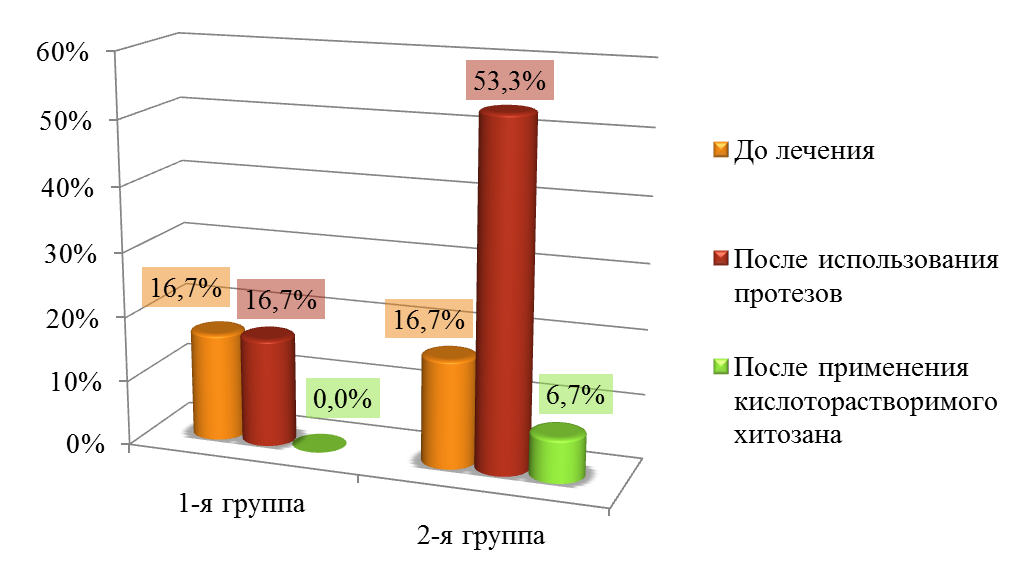 60%
50%
40%
30%
20%
10%
0%
16,7%
16,7%
0,0%
16,7%
53,3%
6,7%
1-я группа
2-я группа
До лечения
После использования
протезов
После применения
кислоторастворимого
хитозана